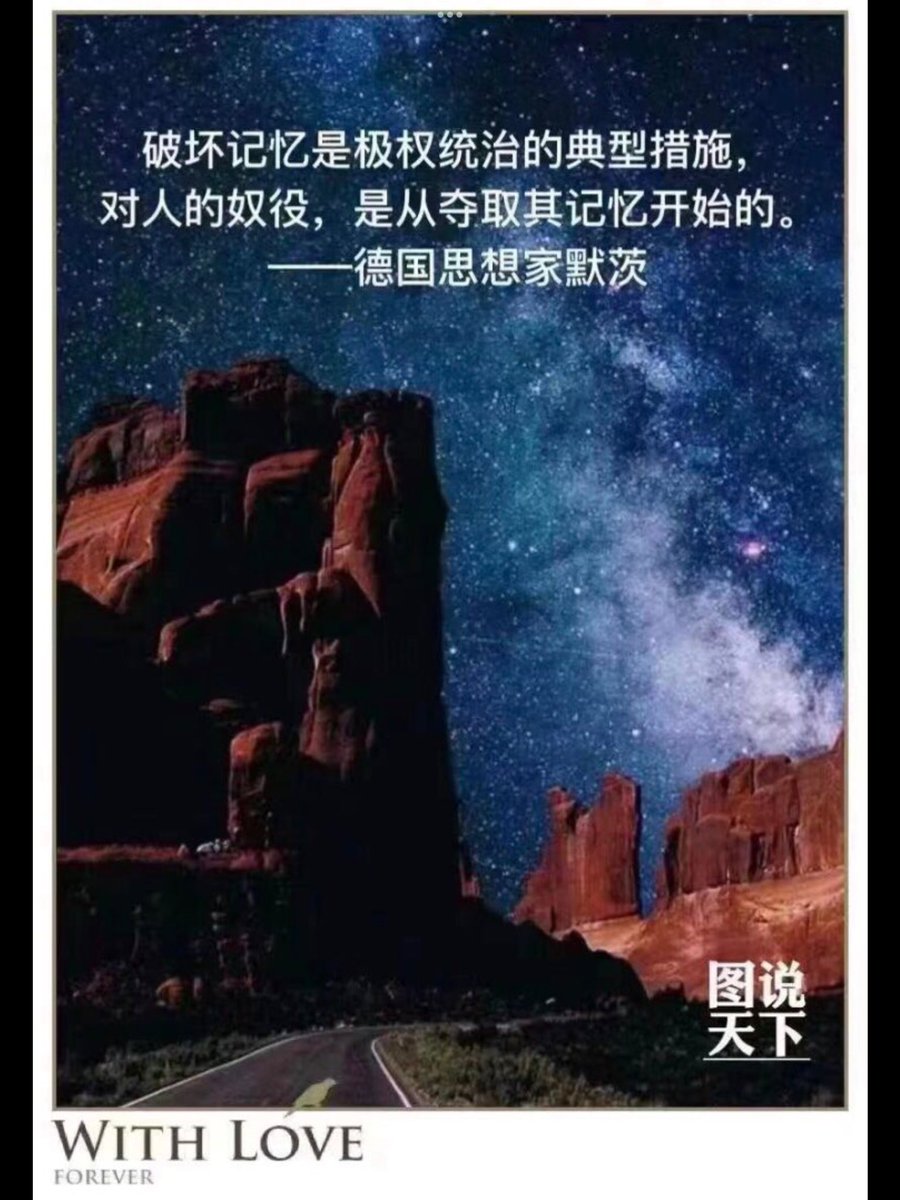 破坏记忆是极权统治的典型措施，
对人的奴役，是从夺取其记忆开始的。
——德国思想家默茨
图说
天下
WITH LOVE
FOREVER